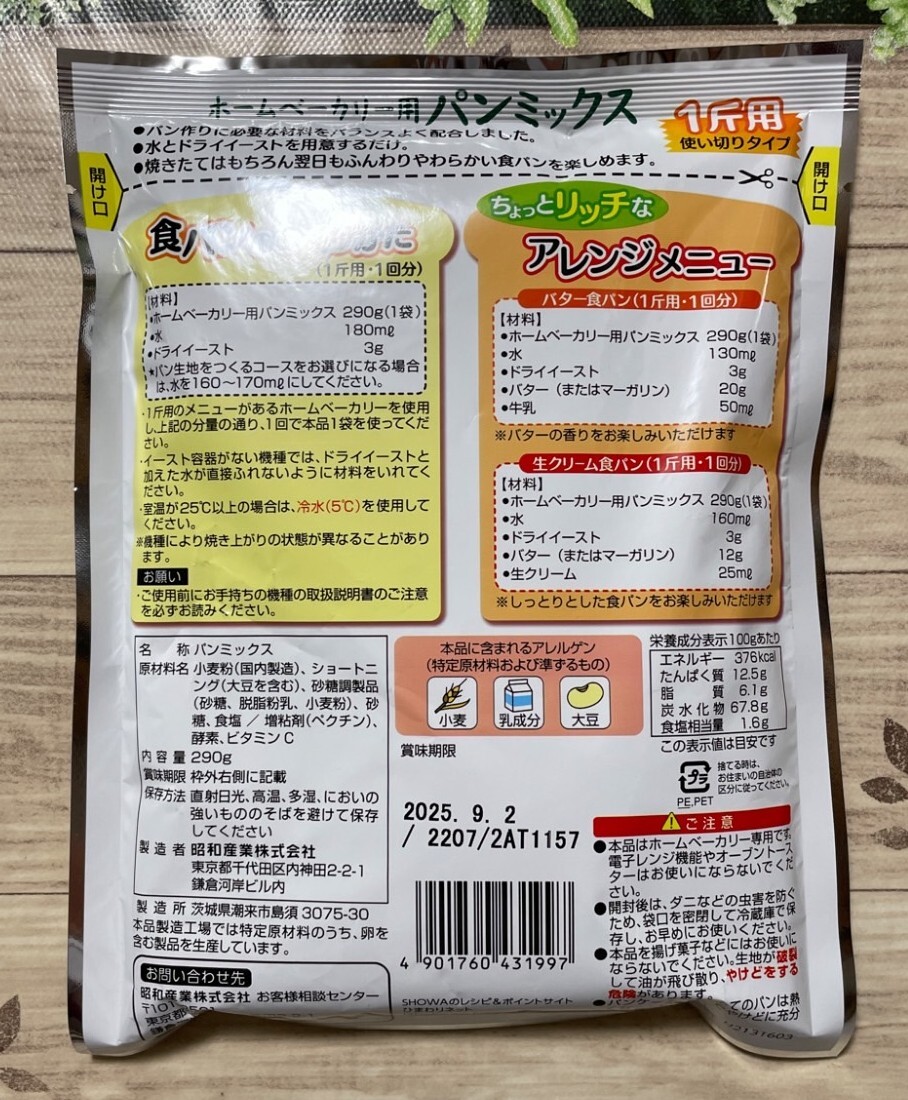 ホームベーカリー用パンミックス
1斤用
使い切りタイプ
●パン作りに必要な材料をバランスよく配合しました。
●水とドライイーストを用意するだけ。
●焼きたてはもちろん翌日もふんわりやわらかい食パンを楽しめます。
開け口
開け口
食パン
(1斤用・1回分)
【材料】
•ホームベーカリー用パンミックス 290g(1袋)
•水 180mℓ
•ドライイースト 3g
★パン生地をつくるコースをお選びになる場合
は、水を160〜170mℓにしてください。
・1斤用のメニューがあるホームベーカリーを使用
し、上記の分量の通り、1回で本品1袋を使ってくだ
さい。
・イースト容器がない機種では、ドライイーストと
加えた水が直接ふれないように材料をいれてく
ださい。
・室温が25℃以上の場合は、冷水(5℃)を使用して
ください。
※機種により焼き上がりの状態が異なることがあり
ます。
お願い
・ご使用前にお手持ちの機種の取扱説明書のご注意
を必ずお読みください。
ちょっとリッチな
アレンジメニュー
バター食パン(1斤用・1回分)
【材料】
•ホームベーカリー用パンミックス 290g(1袋)
•水 130mℓ
•ドライイースト 3g
•バター(またはマーガリン) 20g
•牛乳 50mℓ
※バターの香りをお楽しみいただけます
生クリーム食パン(1斤用・1回分)
【材料】
•ホームベーカリー用パンミックス 290g(1袋)
•水 160mℓ
•ドライイースト 3g
•バター(またはマーガリン) 12g
•生クリーム 25mℓ
※しっとりとした食パンをお楽しみいただけます
名 称 パンミックス
原材料名 小麦粉(国内製造)、ショートニ
ング(大豆を含む)、砂糖調製品
(砂糖、脱脂粉乳、小麦粉)、砂
糖、食塩 / 増粘剤(ペクチン)、
酵素、ビタミンC
内容量 290g
賞味期限 枠外右側に記載
保存方法 直射日光、高温、多湿、においの
強いもののそばを避けて保存
してください
製造者 昭和産業株式会社
東京都千代田区内神田2-2-1
鎌倉河岸ビル内
製造所 茨城県潮来市島須3075-30
本品製造工場では特定原材料のうち、卵を
含む製品を生産しています。
お問い合わせ先
昭和産業株式会社 お客様相談センター
〒101
東京都
鎌倉
本品に含まれるアレルゲン
(特定原材料および準ずるもの)
小麦 乳成分 大豆
賞味期限
2025. 9. 2
/ 2207/2AT1157
4 901760 431997
SHOWAのレシピ&ポイントサイト
ひまわりネット
栄養成分表示100gあたり
エネルギー 376kcal
たんぱく質 12.5g
脂 質 6.1g
炭水化物 67.8g
食塩相当量 1.6g
この表示値は目安です
プラ
PE,PET
捨てる時は、
お住まいの自治体の
区分に従ってください。
ご注意
●本品はホームベーカリー専用です。
電子レンジ機能やオーブントース
ターはお使いにならないでくだ
さい。
●開封後は、ダニなどの虫害を防ぐ
ため、袋口を密閉して冷蔵庫で保
存し、お早めにお使いください。
●本品を揚げ菓子などにはお使いに
ならないでください。生地が破裂
して油が飛び散り、やけどをする
危険があります。
てのパンは熱
やけどに充分